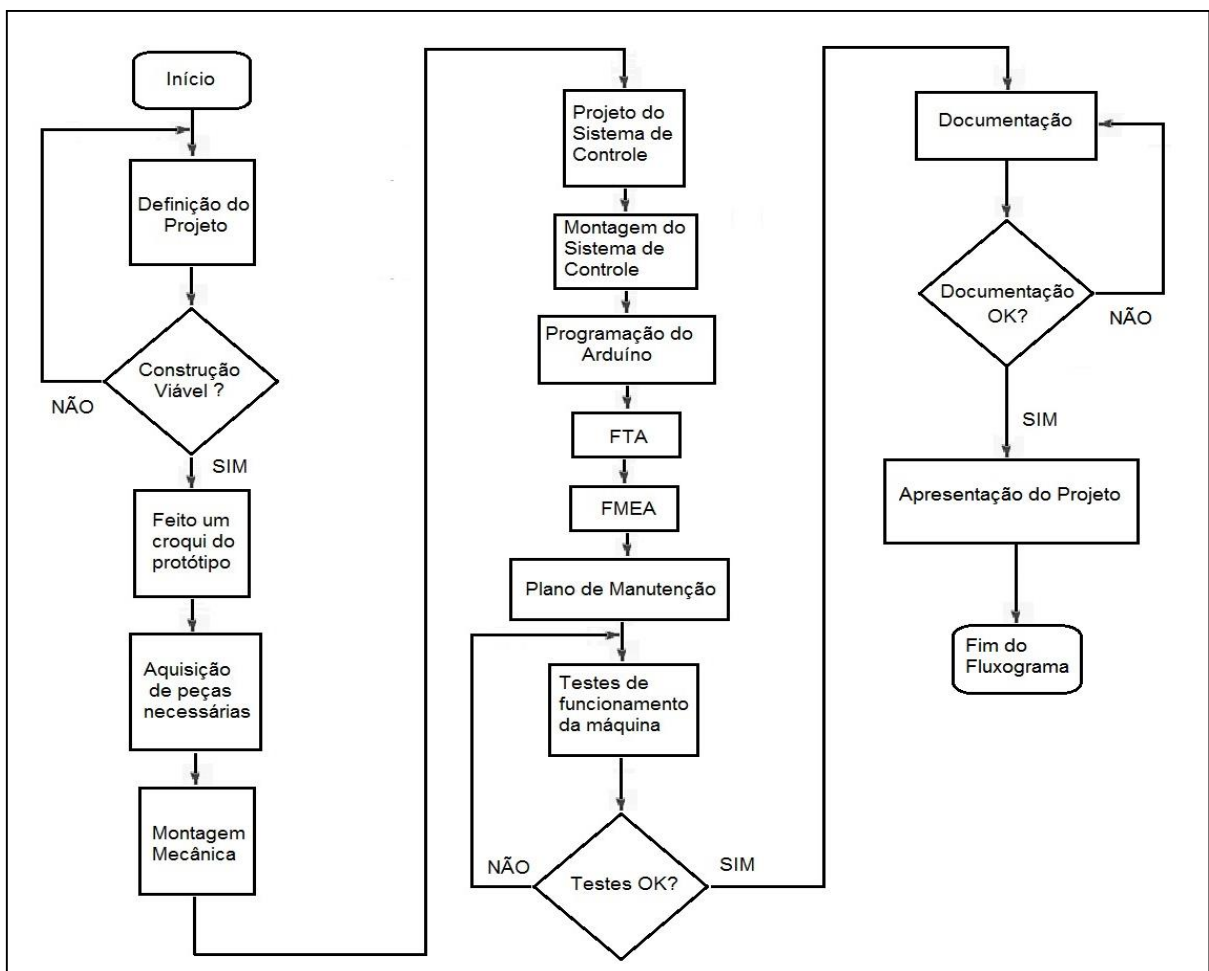 Início
Definição do
Projeto
Construção
Viável ?
NÃO
SIM
Feito um
croqui do
protótipo
Aquisição
de peças
necessárias
Montagem
Mecânica
Projeto do
Sistema de
Controle
Montagem do
Sistema de
Controle
Programação do
Arduíno
FTA
FMEA
Plano de Manutenção
Testes de
funcionamento
da máquina
Testes OK?
NÃO
SIM
Documentação
Documentação
OK?
NÃO
SIM
Apresentação do Projeto
Fim do
Fluxograma